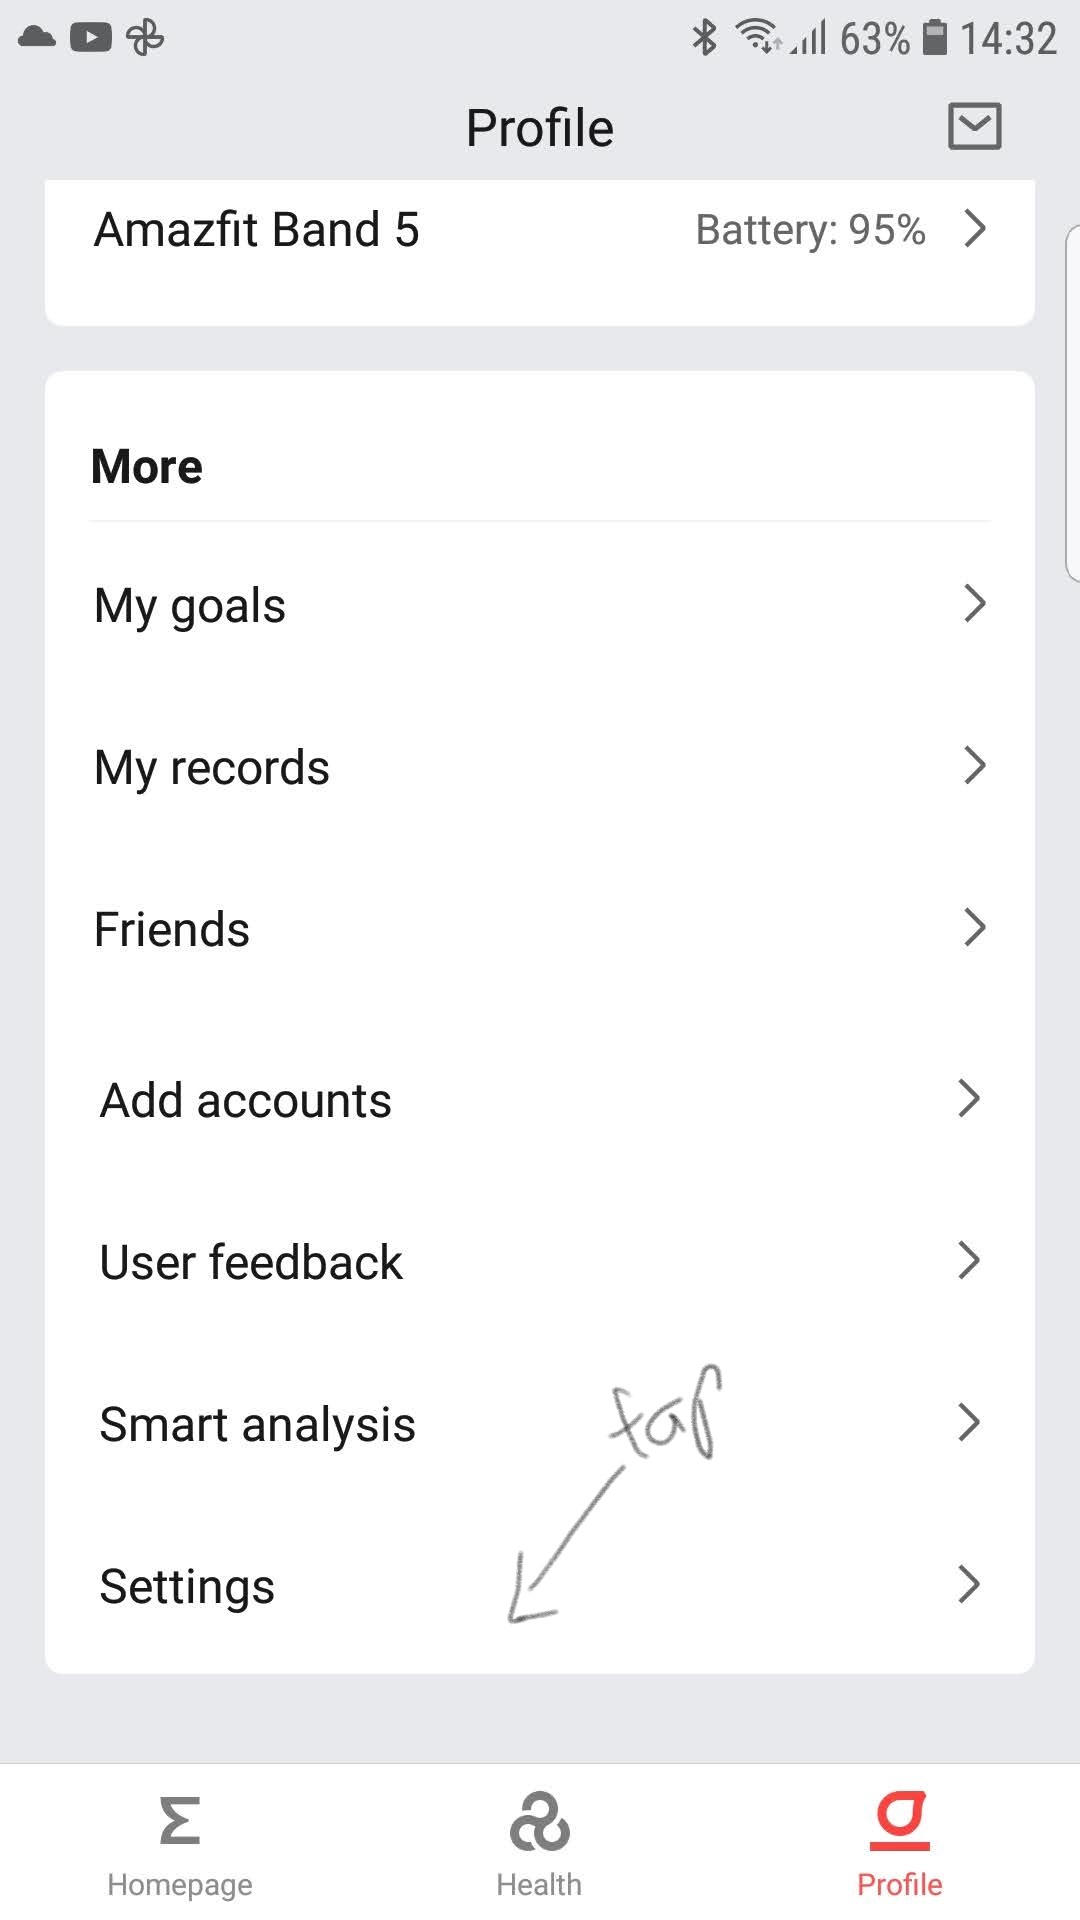 63% 14:32
Profile
Amazfit Band 5 Battery: 95%
More
My goals
My records
Friends
Add accounts
User feedback
Smart analysis
tap
Settings
Homepage Health Profile